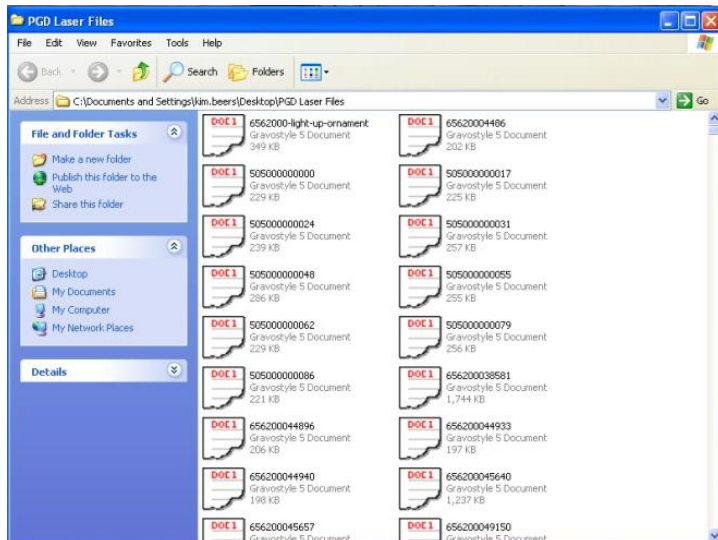 PGD Laser Files
File Edit View Favorites Tools Help
Back Search Folders
Address C:\Documents and Settings\kim.beers\Desktop\PGD Laser Files Go
File and Folder Tasks
Make a new folder
Publish this folder to the
Web
Share this folder
Other Places
Desktop
My Documents
My Computer
My Network Places
Details
DOC1 6562000-light-up-ornament
Gravostyle 5 Document
349 KB
DOC1 65620004486
Gravostyle 5 Document
202 KB
DOC1 505000000000
Gravostyle 5 Document
229 KB
DOC1 505000000017
Gravostyle 5 Document
225 KB
DOC1 505000000024
Gravostyle 5 Document
239 KB
DOC1 505000000031
Gravostyle 5 Document
257 KB
DOC1 505000000048
Gravostyle 5 Document
286 KB
DOC1 505000000055
Gravostyle 5 Document
255 KB
DOC1 505000000062
Gravostyle 5 Document
229 KB
DOC1 505000000079
Gravostyle 5 Document
256 KB
DOC1 505000000086
Gravostyle 5 Document
221 KB
DOC1 656200038581
Gravostyle 5 Document
1,744 KB
DOC1 656200044896
Gravostyle 5 Document
206 KB
DOC1 656200044933
Gravostyle 5 Document
197 KB
DOC1 656200044940
Gravostyle 5 Document
198 KB
DOC1 656200045640
Gravostyle 5 Document
1,237 KB
DOC1 656200045657
Gravostyle 5 Document
DOC1 656200049150
Gravostyle 5 Document